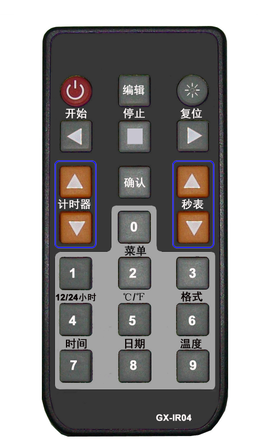 编辑
开始 停止 复位
确认
计时器 秒表
0
菜单
1 2 3
12/24小时 ℃/℉ 格式
4 5 6
时间 日期 温度
7 8 9
GX-IR04